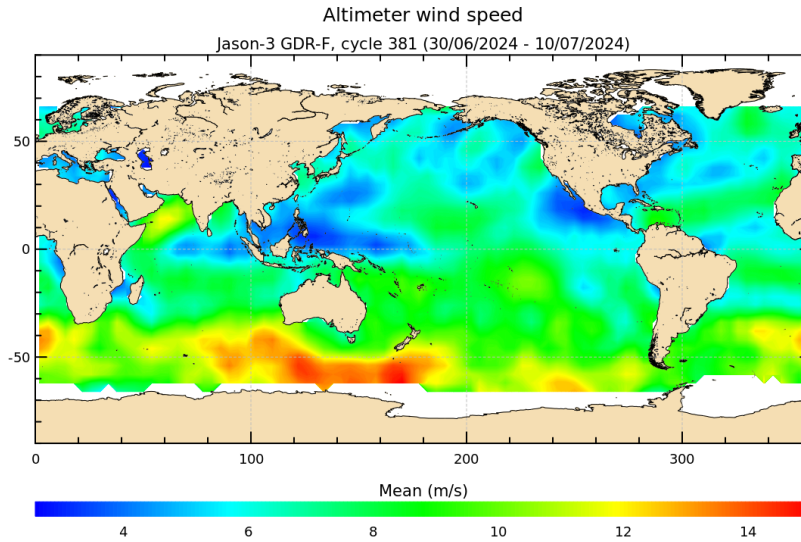 Altimeter wind speed
Jason-3 GDR-F, cycle 381 (30/06/2024 - 10/07/2024)
50
0
-50
0 100 200 300
Mean (m/s)
4 6 8 10 12 14